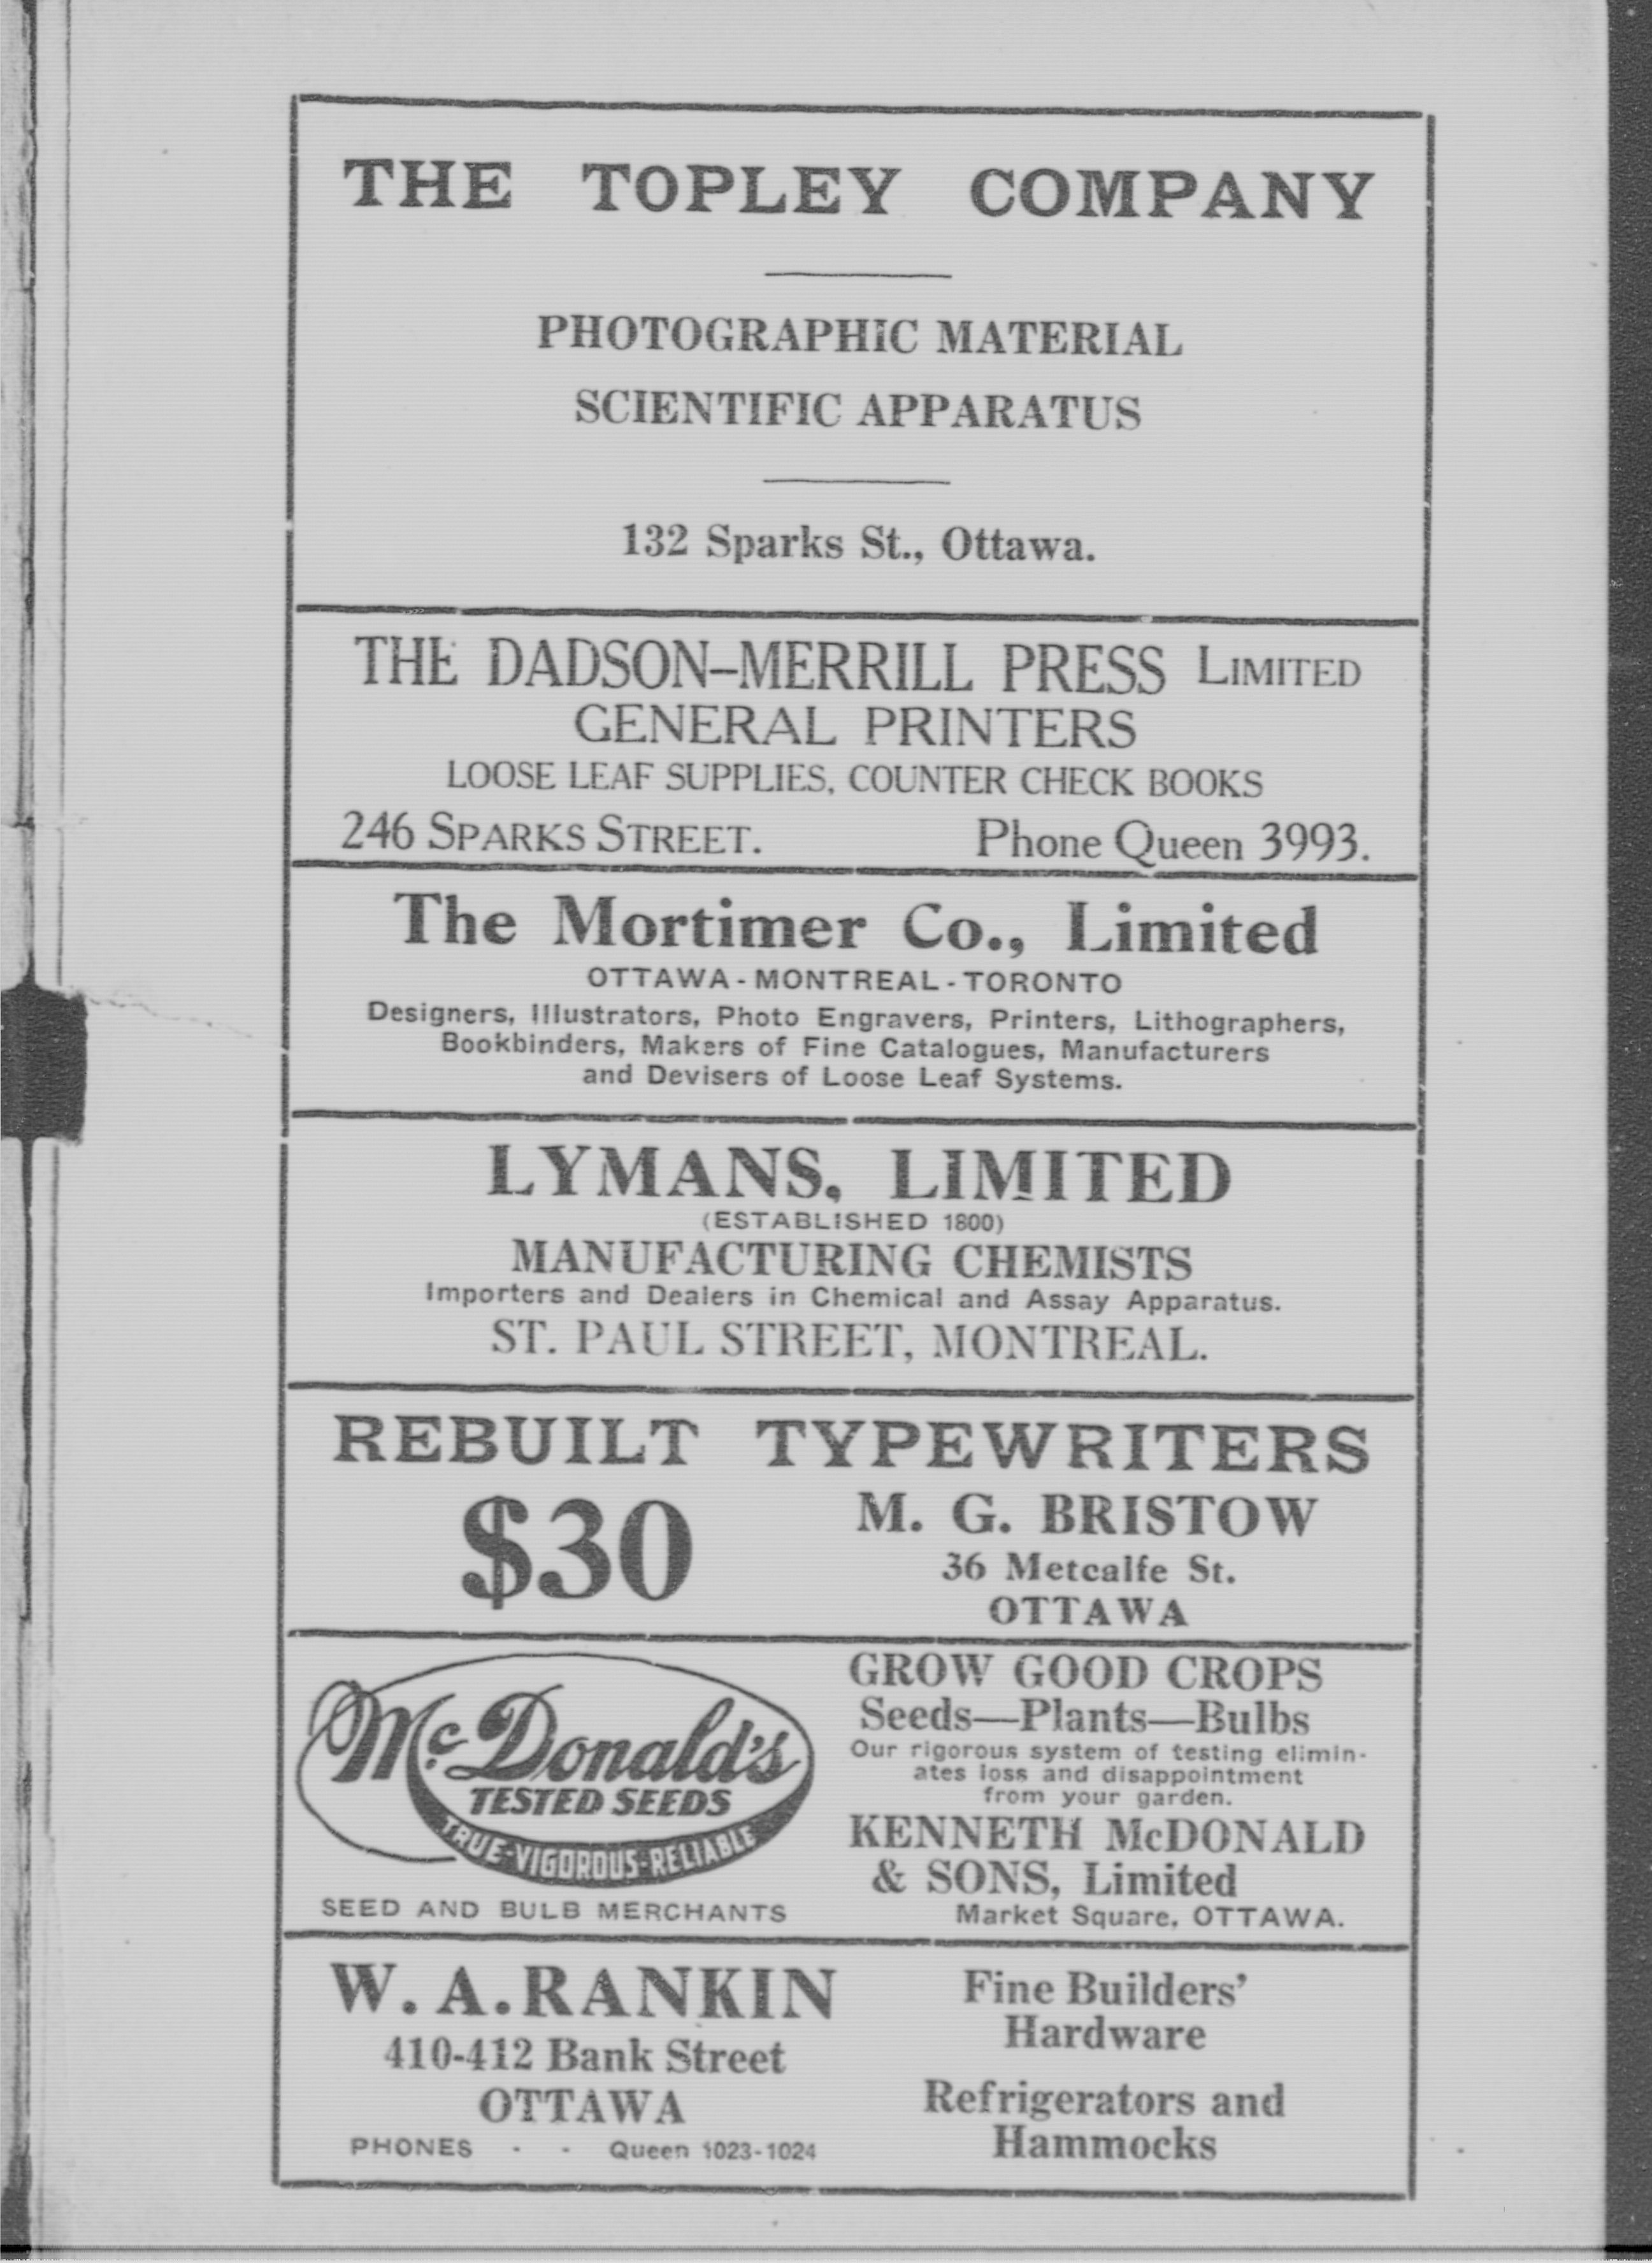 THE TOPLEY COMPANY
PHOTOGRAPHIC MATERIAL
SCIENTIFIC APPARATUS
132 Sparks St., Ottawa.
THE DADSON-MERRILL PRESS LIMITED
GENERAL PRINTERS
LOOSE LEAF SUPPLIES, COUNTER CHECK BOOKS
246 SPARKS STREET. Phone Queen 3993.
The Mortimer Co., Limited
OTTAWA - MONTREAL - TORONTO
Designers, Illustrators, Photo Engravers, Printers, Lithographers,
Bookbinders, Makers of Fine Catalogues, Manufacturers
and Devisers of Loose Leaf Systems.
LYMANS, LIMITED
(ESTABLISHED 1800)
MANUFACTURING CHEMISTS
Importers and Dealers in Chemical and Assay Apparatus.
ST. PAUL STREET, MONTREAL.
REBUILT TYPEWRITERS
$30
M. G. BRISTOW
36 Metcalfe St.
OTTAWA
McDonald's
TESTED SEEDS
TRUE-VIGOROUS-RELIABLE
SEED AND BULB MERCHANTS
GROW GOOD CROPS
Seeds—Plants—Bulbs
Our rigorous system of testing elimin-
ates loss and disappointment
from your garden.
KENNETH McDONALD
& SONS, Limited
Market Square, OTTAWA.
W. A. RANKIN
410-412 Bank Street
OTTAWA
PHONES - - Queen 1023-1024
Fine Builders'
Hardware
Refrigerators and
Hammocks